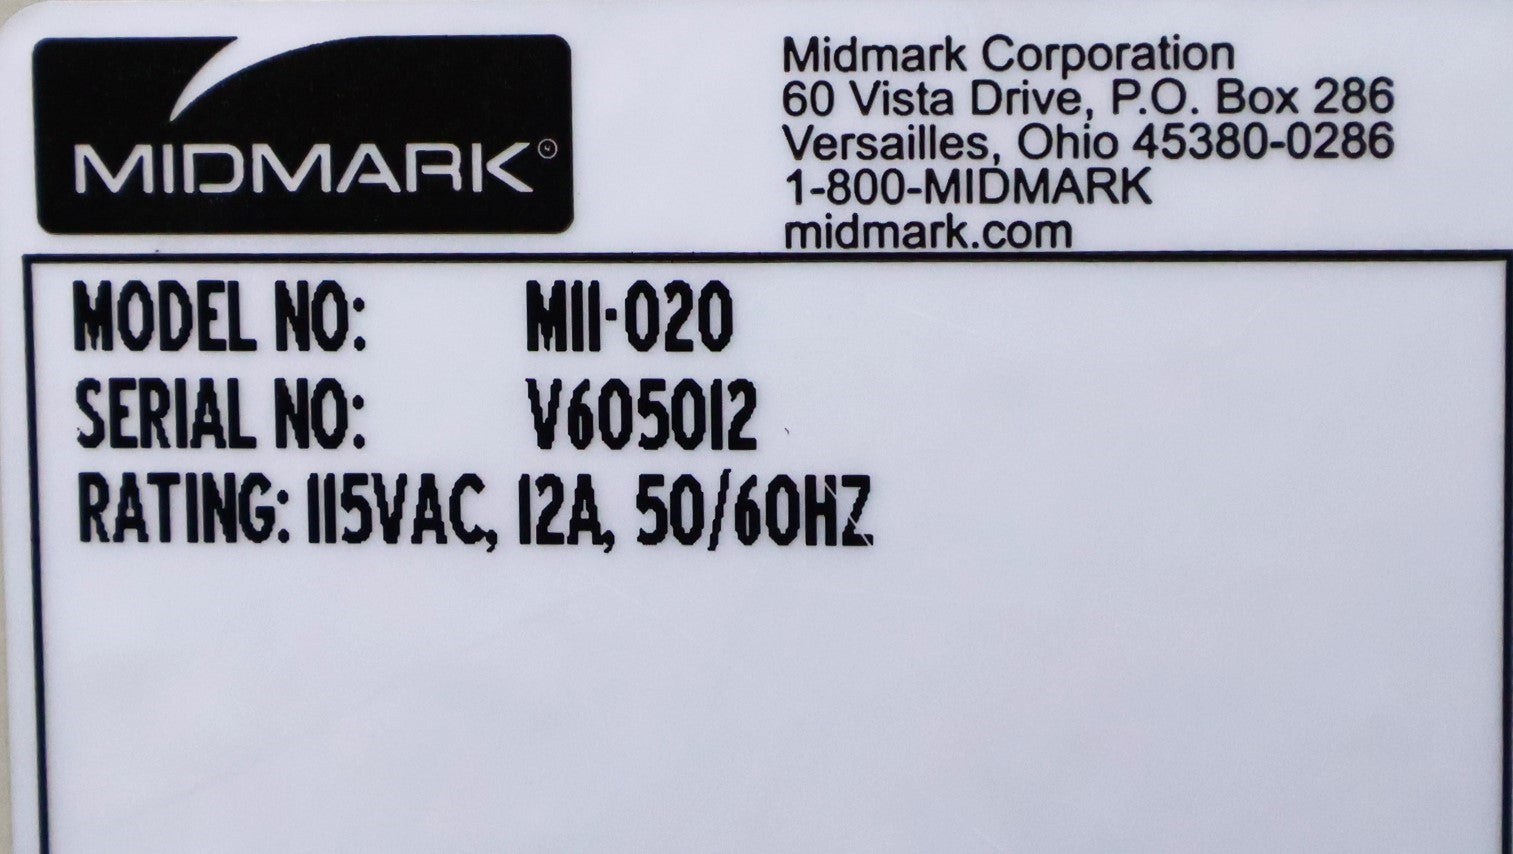 MIDMARK®
Midmark Corporation
60 Vista Drive, P.O. Box 286
Versailles, Ohio 45380-0286
1-800-MIDMARK
midmark.com
MODEL NO: M11-020
SERIAL NO: V605012
RATING: 115VAC, 12A, 50/60HZ